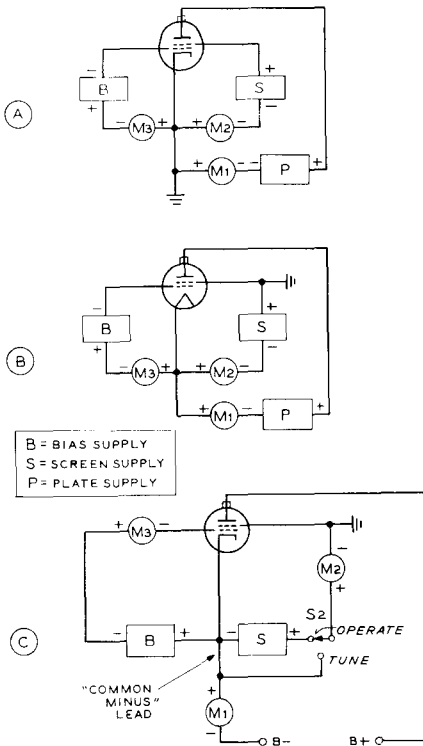 A
-
B
+
- M3 +
+ M2 -
+
S
-
+ M1 - - P +
B
-
B
+
- M3 +
+ M2 -
+
S
-
+ M1 - - P +
B = BIAS SUPPLY
S = SCREEN SUPPLY
P = PLATE SUPPLY
C
+ M3 -
-
M2
+
- B +
- S +
S2
OPERATE
TUNE
"COMMON
MINUS"
LEAD
+
M1
-
B-
B+